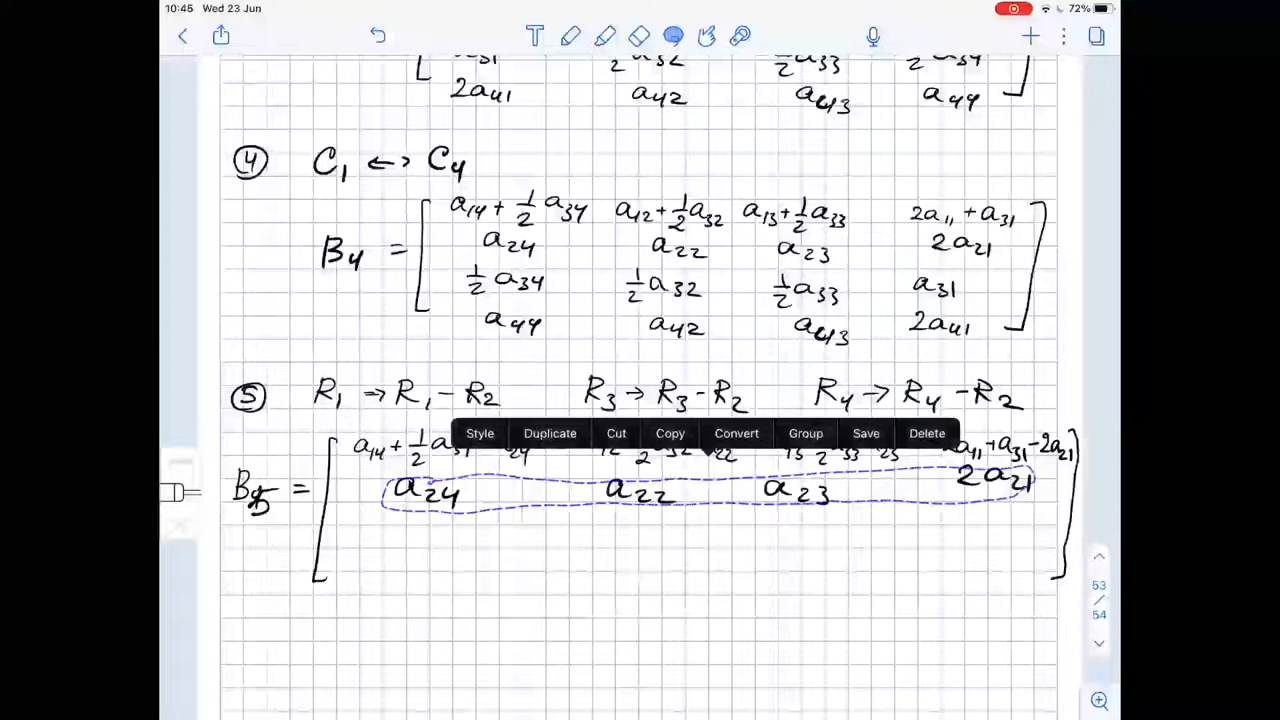 10:45 Wed 23 Jun 72%
2a₄₁ a₄₂ a₄₃ a₄₄
④ C₁ ↔ C₄
a₁₄ + ½ a₃₄ a₁₂ + ½ a₃₂ a₁₃ + ½ a₃₃ 2a₁₁ + a₃₁
a₂₄ a₂₂ a₂₃ 2a₂₁
B₄ =
½ a₃₄ ½ a₃₂ ½ a₃₃ a₃₁
a₄₄ a₄₂ a₄₃ 2a₄₁
⑤ R₁ → R₁ - R₂ R₃ → R₃ - R₂ R₄ → R₄ - R₂
Style Duplicate Cut Copy Convert Group Save Delete
a₁₄ + ½ a₁₁ + a₃₁ - 2a₂₁
B₅ = a₂₄ a₂₂ a₂₃ 2a₂₁
53
/
54